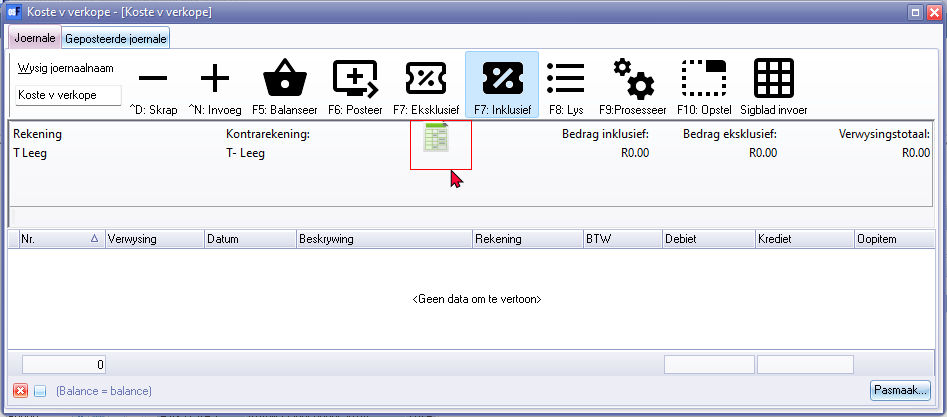 Koste v verkope - [Koste v verkope]
Joernale Geposteerde joernale
Wysig joernaalnaam
Koste v verkope
^D: Skrap ^N: Invoeg F5: Balanseer F6: Posteer F7: Eksklusief F7: Inklusief F8: Lys F9:Prosesseer F10: Opstel Sigblad invoer
Rekening Kontrarekening: Bedrag inklusief: Bedrag eksklusief: Verwysingstotaal:
T Leeg T- Leeg R0.00 R0.00 R0.00
Nr. Verwysing Datum Beskrywing Rekening BTW Debiet Krediet Oopitem
<Geen data om te vertoon>
0
(Balance = balance) Pasmaak...